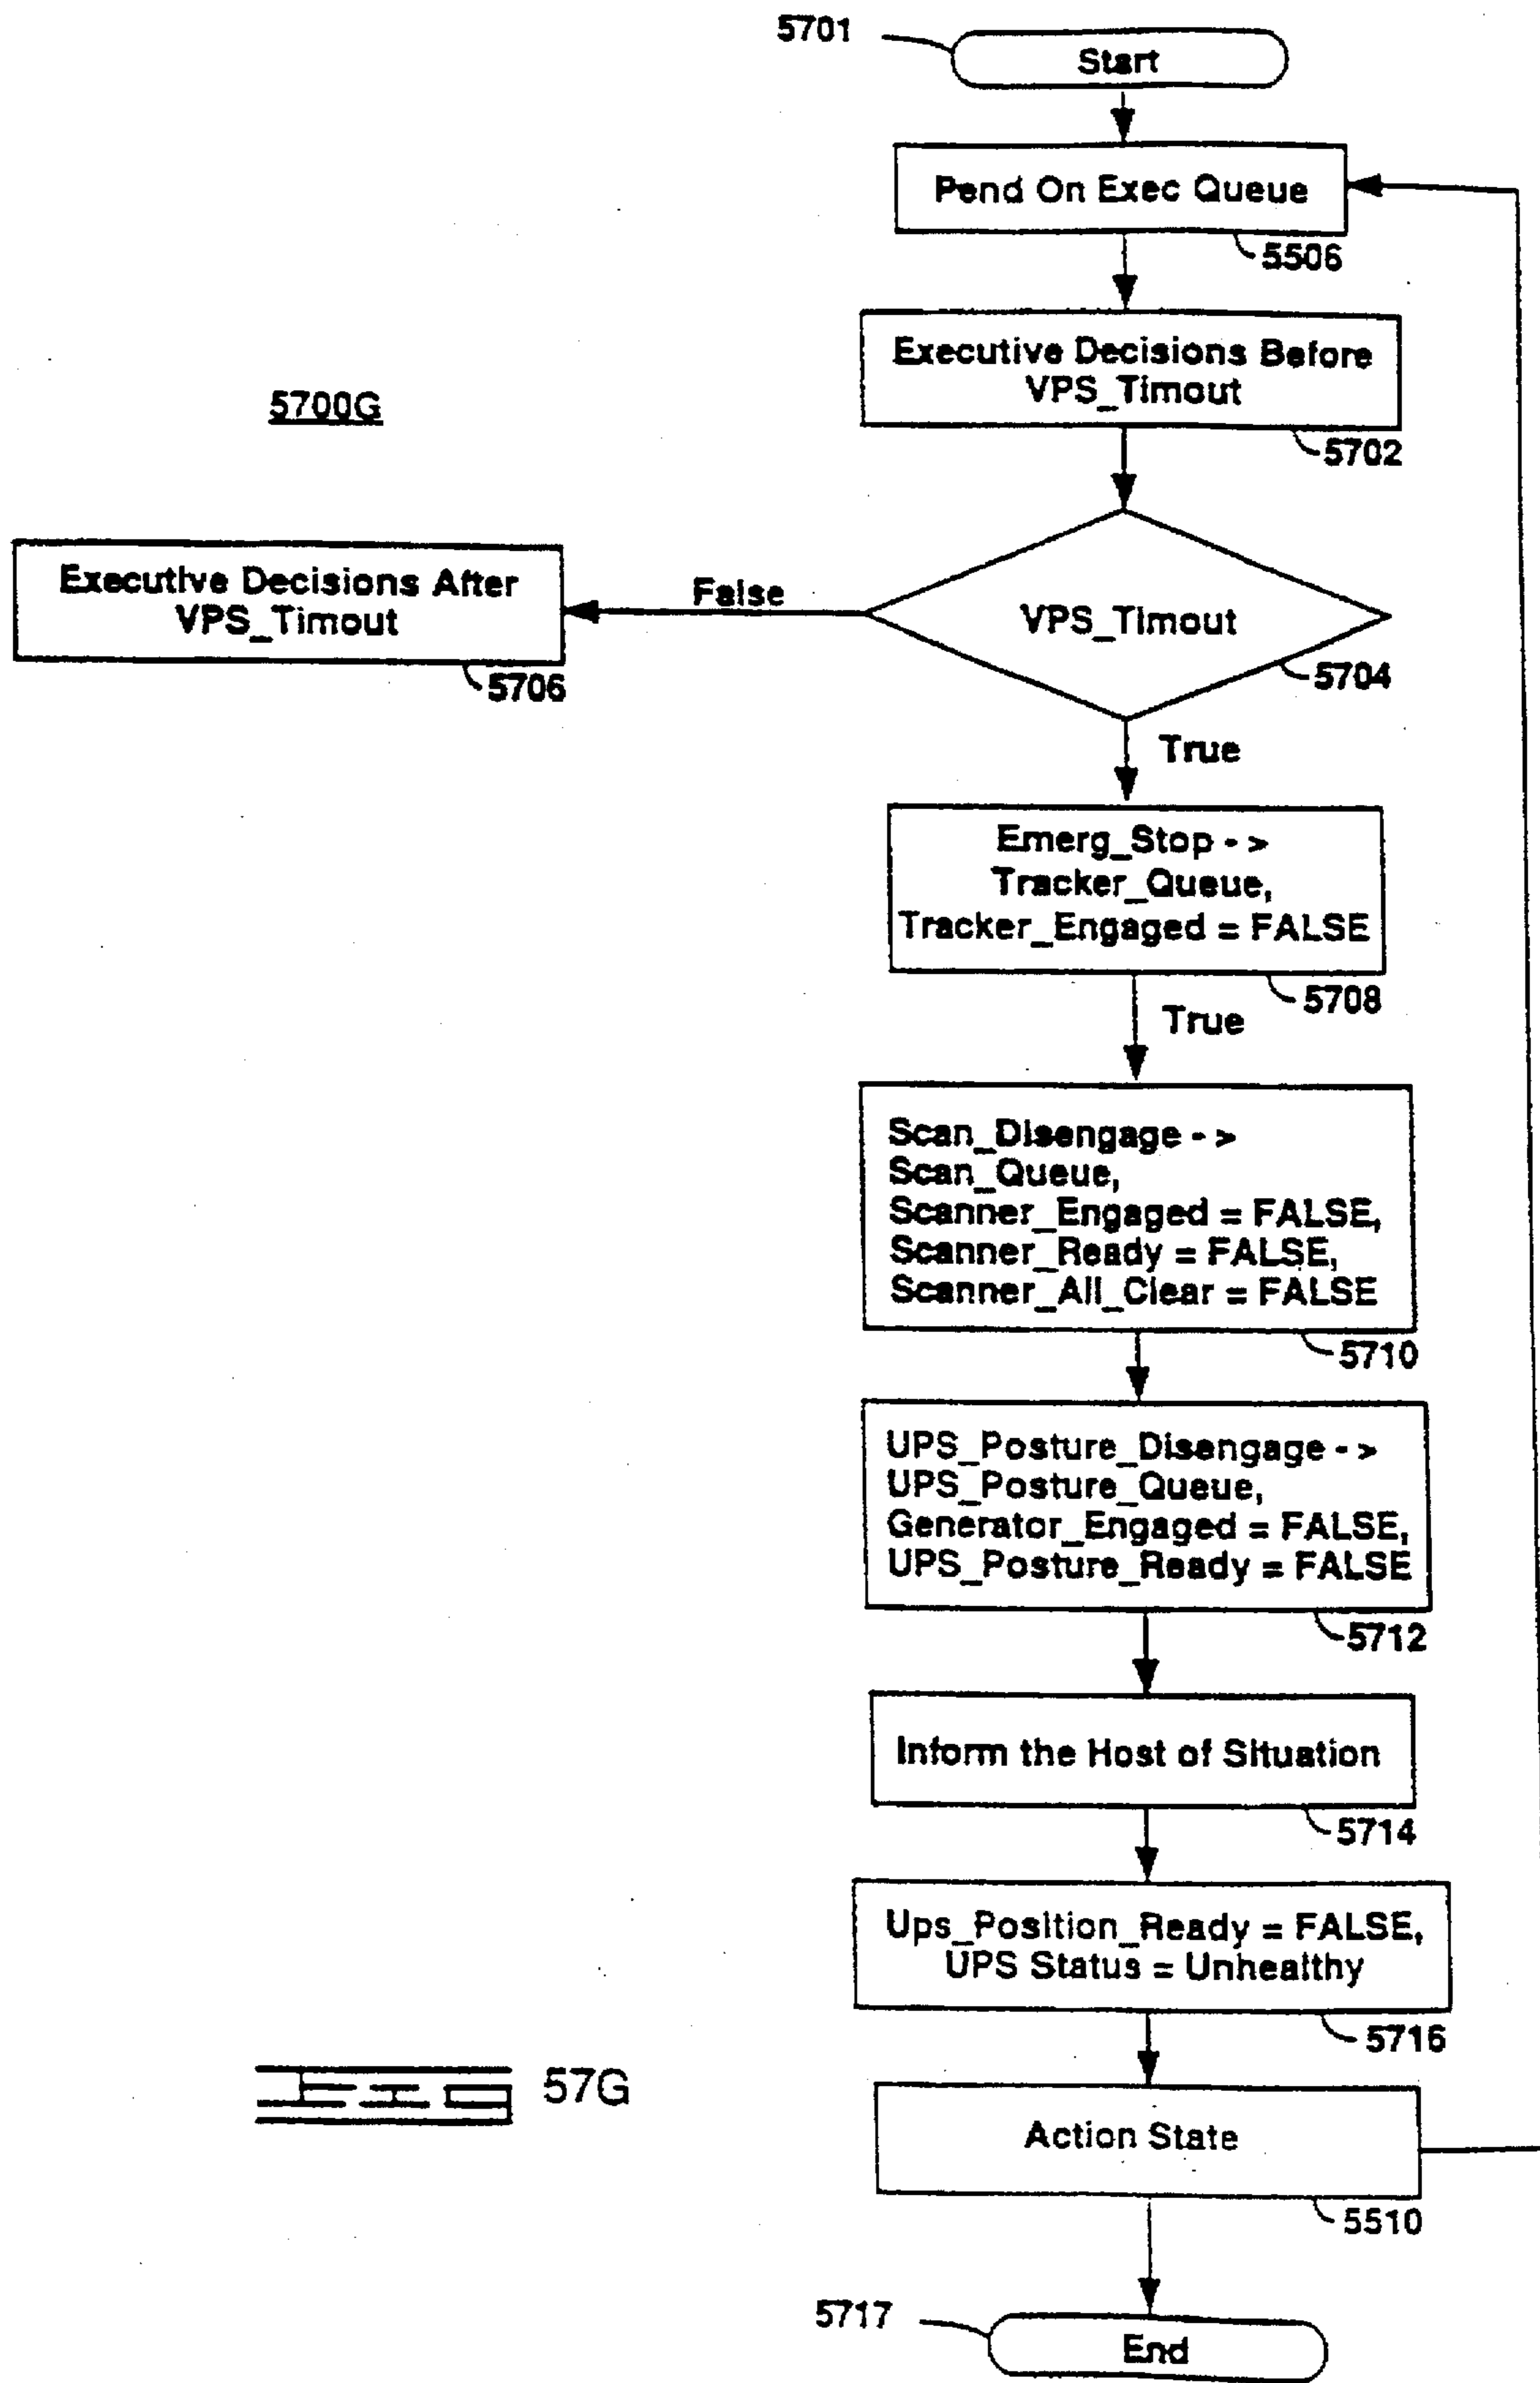 5701
Start
Pend On Exec Queue
5506
Executive Decisions Before
VPS_Timout
5702
5700G
Executive Decisions After
VPS_Timout
5706
False
VPS_Timout
5704
True
Emerg_Stop - >
Tracker_Queue,
Tracker_Engaged = FALSE
5708
True
Scan_Disengage - >
Scan_Queue,
Scanner_Engaged = FALSE,
Scanner_Ready = FALSE,
Scanner_All_Clear = FALSE
5710
UPS_Posture_Disengage - >
UPS_Posture_Queue,
Generator_Engaged = FALSE,
UPS_Posture_Ready = FALSE
5712
Inform the Host of Situation
5714
Ups_Position_Ready = FALSE,
UPS Status = Unhealthy
5716
57G
Action State
5510
5717
End